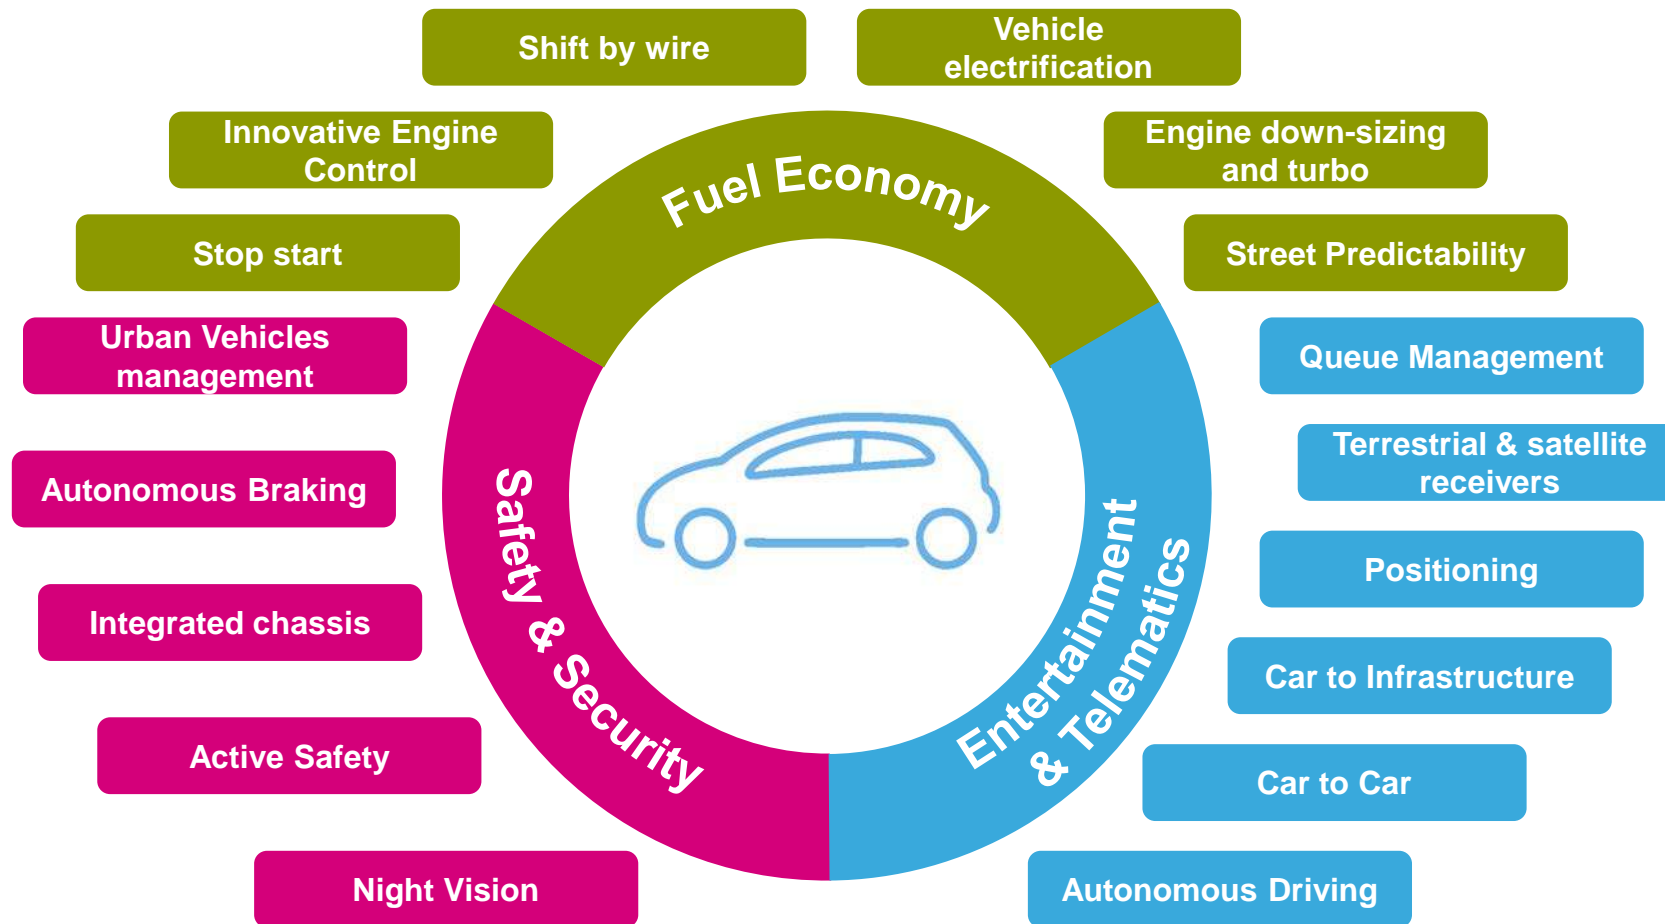 Shift by wire
Vehicle
electrification
Innovative Engine
Control
Engine down-sizing
and turbo
Stop start
Street Predictability
Fuel Economy
Urban Vehicles
management
Queue Management
Autonomous Braking
Terrestrial & satellite
receivers
Safety & Security
Entertainment
& Telematics
Positioning
Integrated chassis
Car to Infrastructure
Active Safety
Car to Car
Night Vision
Autonomous Driving